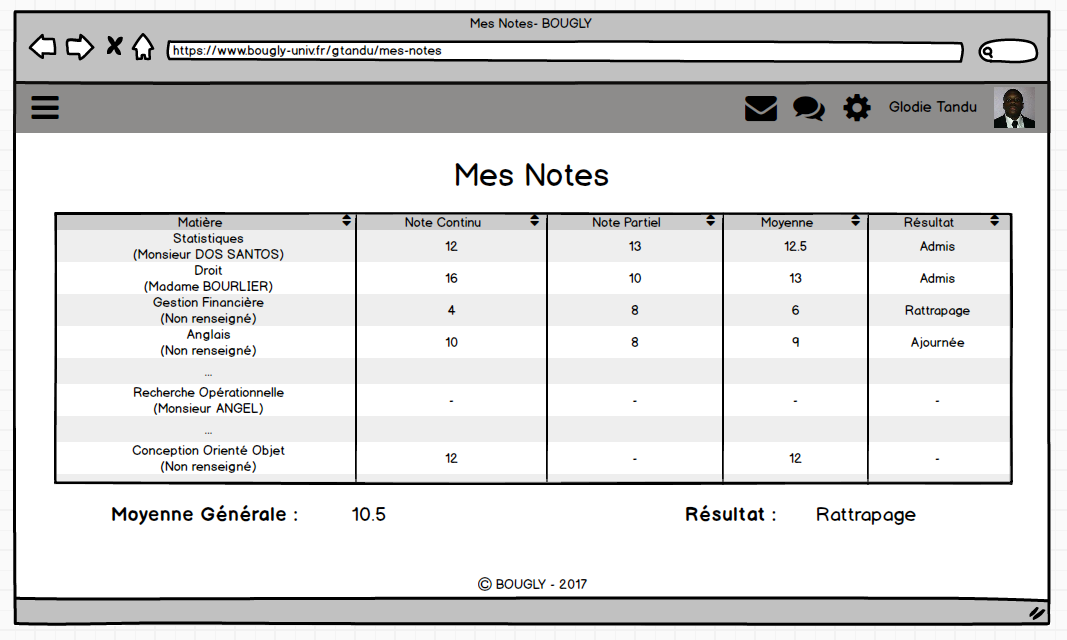 Mes Notes- BOUGLY
https://www.bougly-univ.fr/gtandu/mes-notes
Glodie Tandu
Mes Notes
Matière Note Continu Note Partiel Moyenne Résultat
Statistiques
(Monsieur DOS SANTOS) 12 13 12.5 Admis
Droit
(Madame BOURLIER) 16 10 13 Admis
Gestion Financière
(Non renseigné) 4 8 6 Rattrapage
Anglais
(Non renseigné) 10 8 9 Ajournée
...
Recherche Opérationnelle
(Monsieur ANGEL) - - - -
...
Conception Orienté Objet
(Non renseigné) 12 - 12 -
Moyenne Générale : 10.5 Résultat : Rattrapage
© BOUGLY - 2017